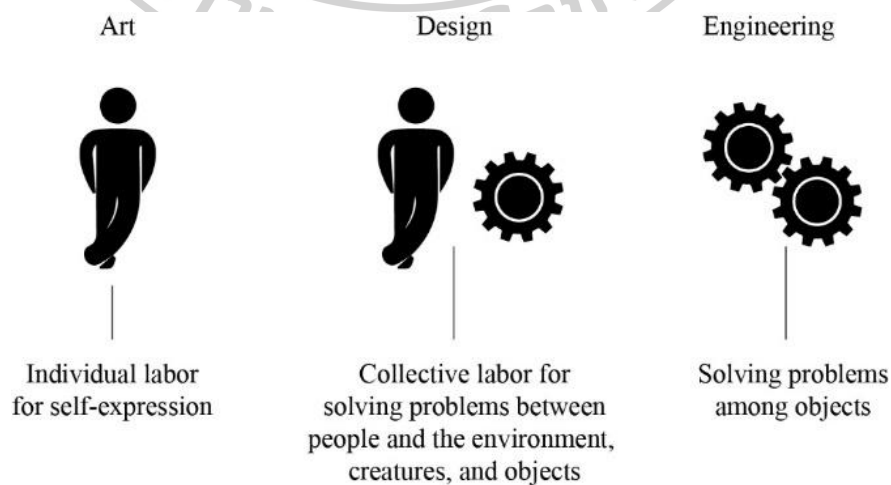 Art
Design
Engineering
Individual labor
for self-expression
Collective labor for
solving problems between
people and the environment,
creatures, and objects
Solving problems
among objects